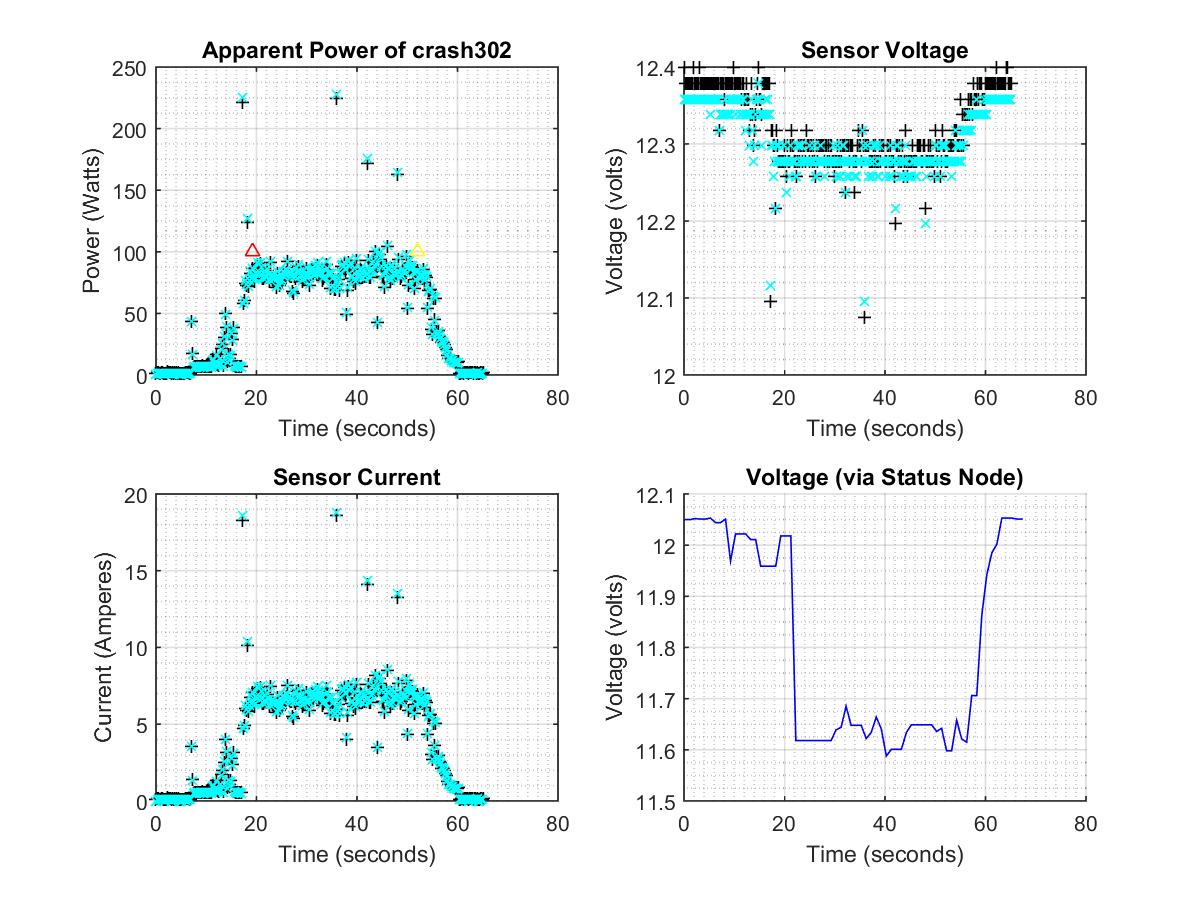 Apparent Power of crash302
250
200
150
100
50
0
Power (Watts)
0 20 40 60 80
Time (seconds)
Sensor Voltage
12.4
12.3
12.2
12.1
12
Voltage (volts)
0 20 40 60 80
Time (seconds)
Sensor Current
20
15
10
5
0
Current (Amperes)
0 20 40 60 80
Time (seconds)
Voltage (via Status Node)
12.1
12
11.9
11.8
11.7
11.6
11.5
Voltage (volts)
0 20 40 60 80
Time (seconds)